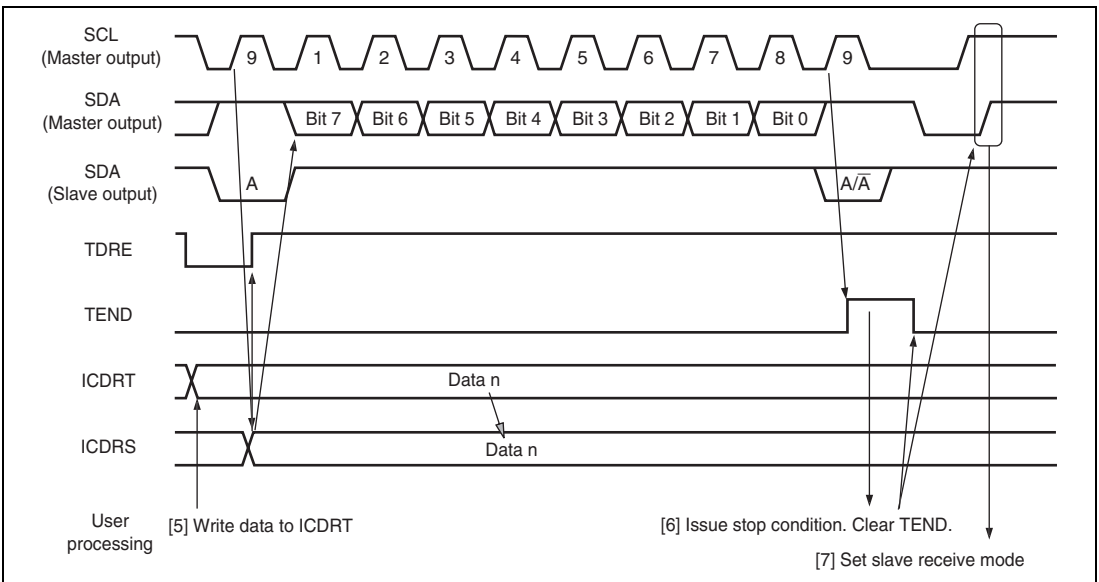 SCL
(Master output)
9 1 2 3 4 5 6 7 8 9
SDA
(Master output)
Bit 7 Bit 6 Bit 5 Bit 4 Bit 3 Bit 2 Bit 1 Bit 0
SDA
(Slave output)
A A/A̅
TDRE
TEND
ICDRT
Data n
ICDRS
Data n
User
processing
[5] Write data to ICDRT
[6] Issue stop condition. Clear TEND.
[7] Set slave receive mode